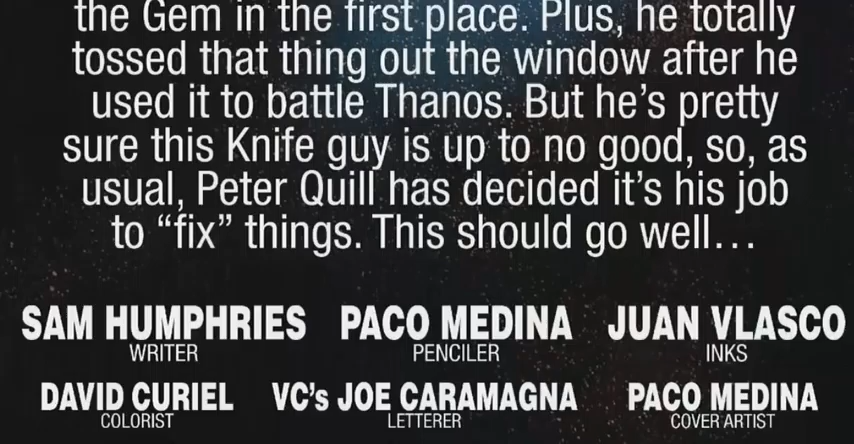 the Gem in the first place. Plus, he totally
tossed that thing out the window after he
used it to battle Thanos. But he's pretty
sure this Knife guy is up to no good, so, as
usual, Peter Quill has decided it's his job
to “fix” things. This should go well...
SAM HUMPHRIES PACO MEDINA JUAN VLASCO
WRITER PENCILER INKS
DAVID CURIEL VC's JOE CARAMAGNA PACO MEDINA
COLORIST LETTERER COVER ARTIST